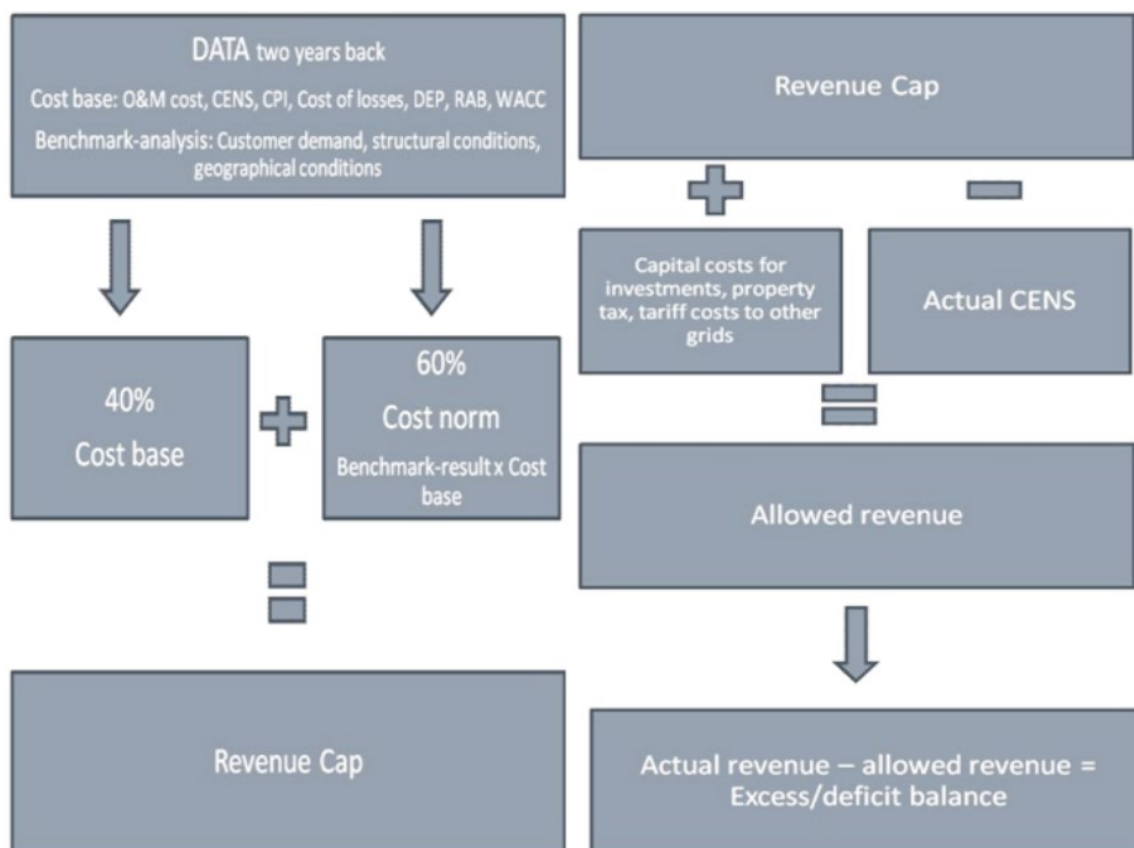 DATA two years back
Cost base: O&M cost, CENS, CPI, Cost of losses, DEP, RAB, WACC
Benchmark-analysis: Customer demand, structural conditions,
geographical conditions
40%
Cost base
60%
Cost norm
Benchmark-result x Cost
base
Revenue Cap
Revenue Cap
Capital costs for
investments, property
tax, tariff costs to other
grids
Actual CENS
Allowed revenue
Actual revenue – allowed revenue =
Excess/deficit balance